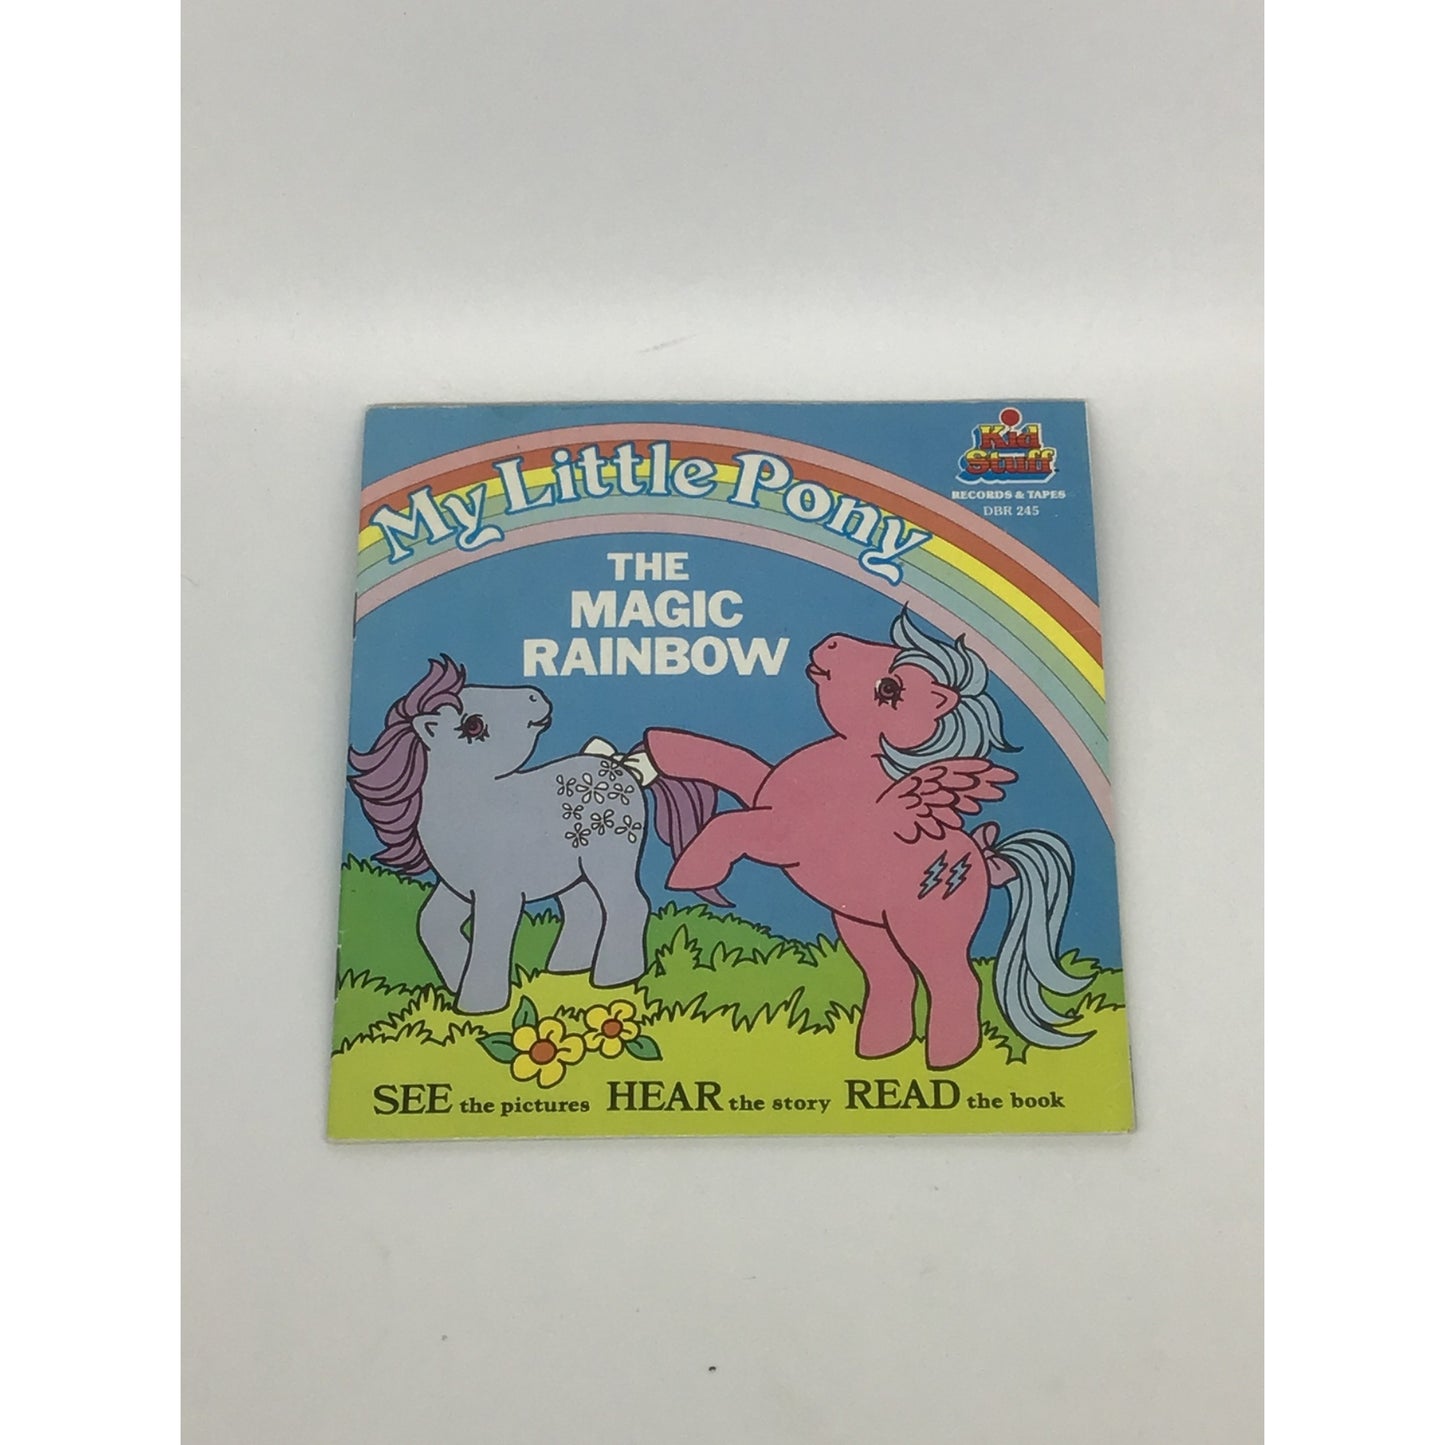 My Little Pony
Kid
Stuff
RECORDS & TAPES
DBR 245
THE
MAGIC
RAINBOW
SEE the pictures HEAR the story READ the book